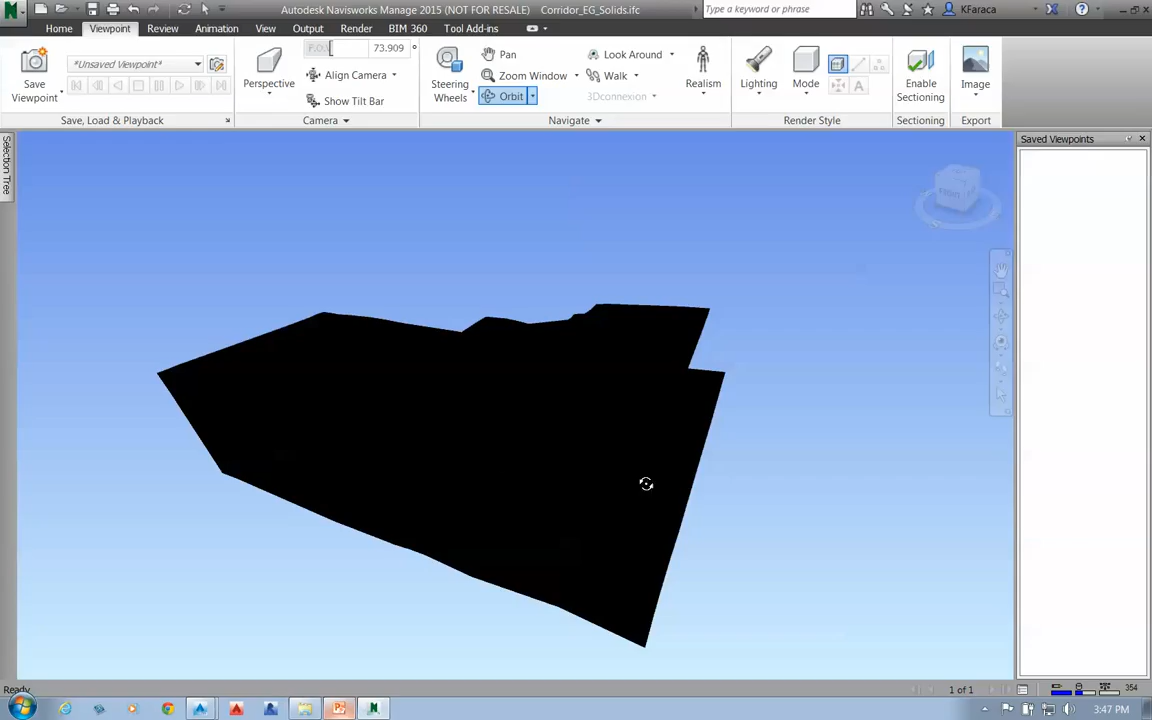 Autodesk Navisworks Manage 2015 (NOT FOR RESALE) Corridor_EG_Solids.ifc
Type a keyword or phrase
KFaraca
Home Viewpoint Review Animation View Output Render BIM 360 Tool Add-ins
Save Viewpoint
*Unsaved Viewpoint*
Save, Load & Playback
Perspective
73.909 °
Align Camera
Show Tilt Bar
Camera
Steering Wheels
Pan
Zoom Window
Orbit
Look Around
Walk
3Dconnexion
Navigate
Realism
Lighting
Mode
A
Render Style
Enable Sectioning
Sectioning
Image
Export
Selection Tree
Saved Viewpoints
Ready
1 of 1
354
3:47 PM